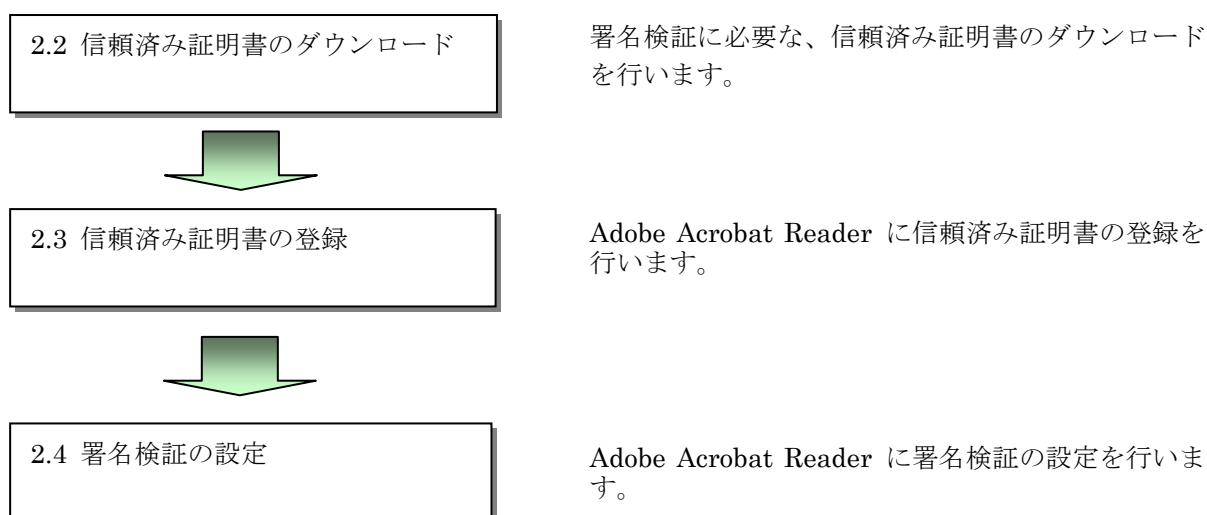 2.2 信頼済み証明書のダウンロード
署名検証に必要な、信頼済み証明書のダウンロード
を行います。
2.3 信頼済み証明書の登録
Adobe Acrobat Reader に信頼済み証明書の登録を
行います。
2.4 署名検証の設定
Adobe Acrobat Reader に署名検証の設定を行いま
す。